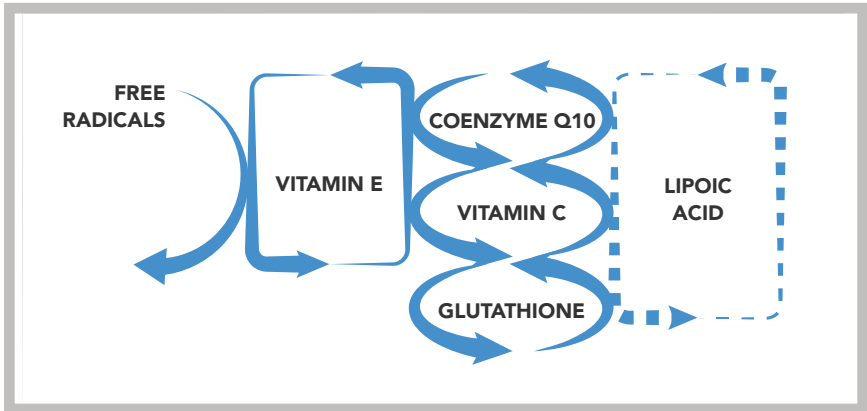 FREE
RADICALS
VITAMIN E
COENZYME Q10
VITAMIN C
GLUTATHIONE
LIPOIC
ACID